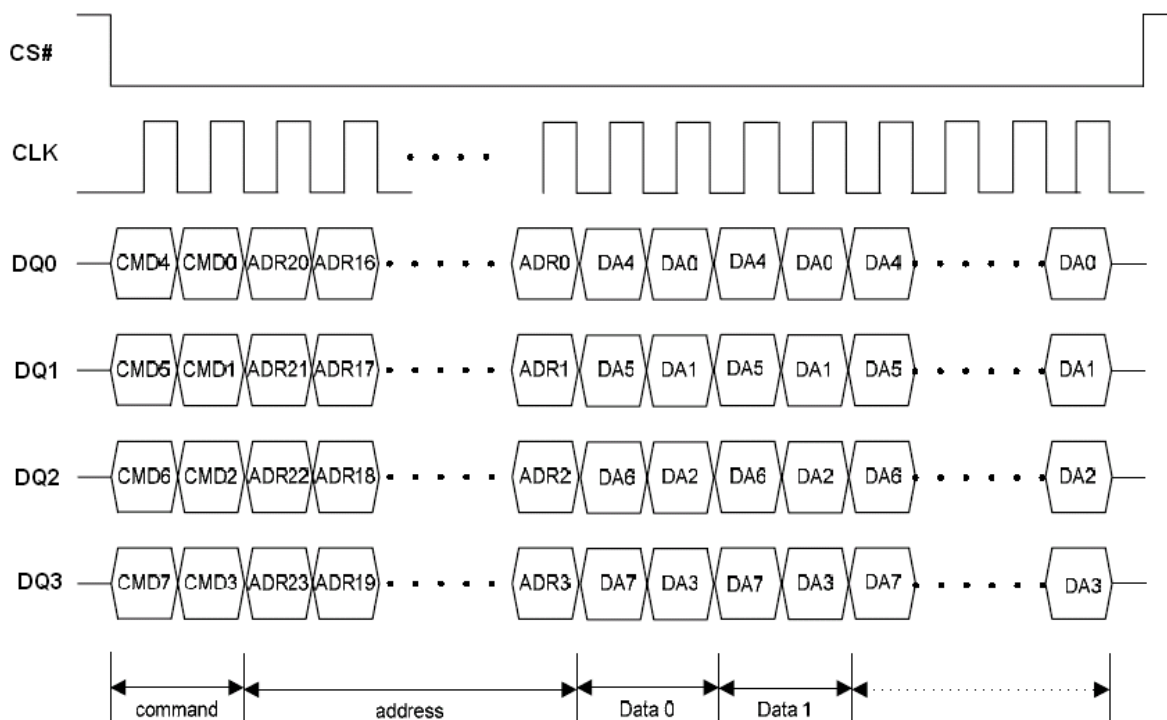 CS#
CLK
DQ0 CMD4 CMD0 ADR20 ADR16 ADR0 DA4 DA0 DA4 DA0 DA4 DA0
DQ1 CMD5 CMD1 ADR21 ADR17 ADR1 DA5 DA1 DA5 DA1 DA5 DA1
DQ2 CMD6 CMD2 ADR22 ADR18 ADR2 DA6 DA2 DA6 DA2 DA6 DA2
DQ3 CMD7 CMD3 ADR23 ADR19 ADR3 DA7 DA3 DA7 DA3 DA7 DA3
command address Data 0 Data 1